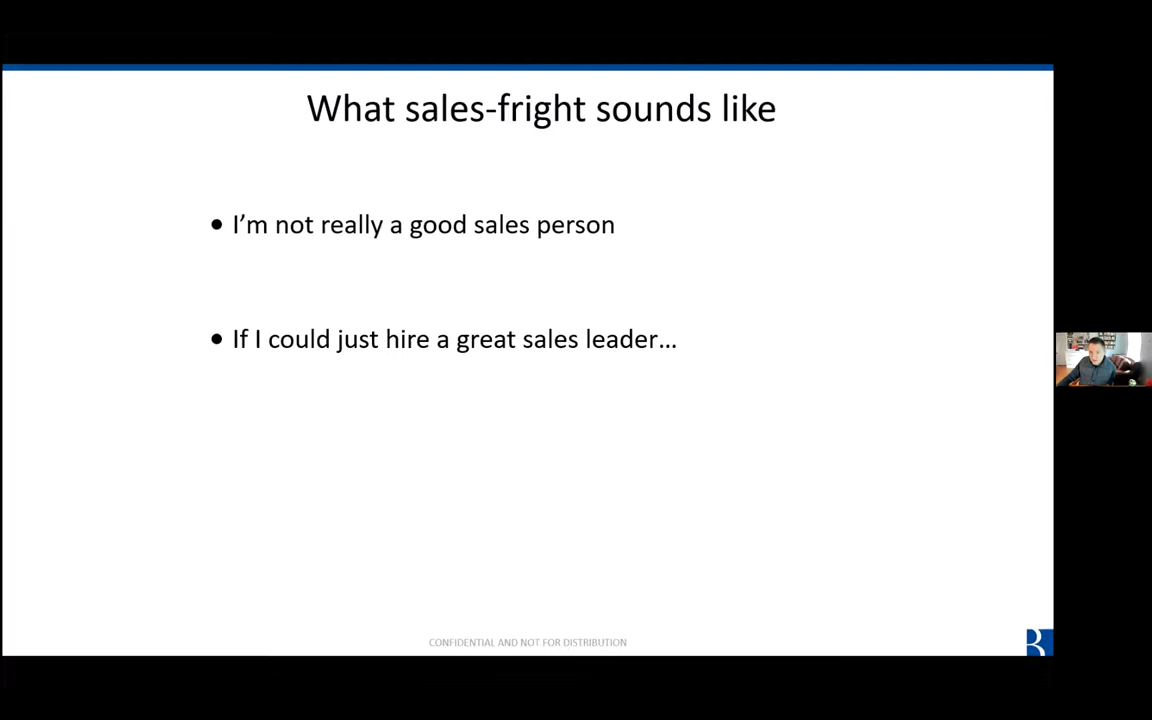 What sales-fright sounds like
• I’m not really a good sales person
• If I could just hire a great sales leader...
CONFIDENTIAL AND NOT FOR DISTRIBUTION